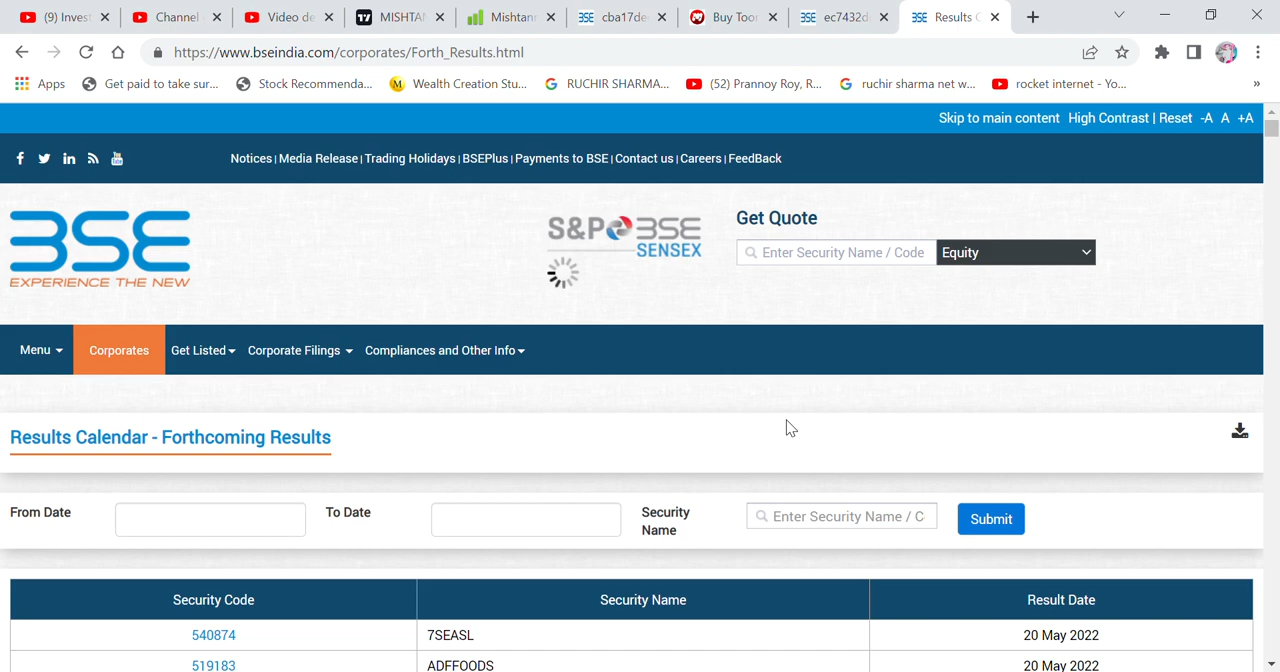 (9) Invest
Channel
Video de
MISHTAN
Mishtann
cba17dec
Buy Toor
ec7432d
Results C
https://www.bseindia.com/corporates/Forth_Results.html
Apps
Get paid to take sur...
Stock Recommenda...
Wealth Creation Stu...
RUCHIR SHARMA...
(52) Prannoy Roy, R...
ruchir sharma net w...
rocket internet - Yo...
»
Skip to main content High Contrast | Reset -A A +A
Notices | Media Release | Trading Holidays | BSEPlus | Payments to BSE | Contact us | Careers | FeedBack
BSE
EXPERIENCE THE NEW
S&P BSE
SENSEX
Get Quote
Enter Security Name / Code
Equity
Menu
Corporates
Get Listed
Corporate Filings
Compliances and Other Info
Results Calendar - Forthcoming Results
From Date
To Date
Security
Name
Enter Security Name / C
Submit
Security Code Security Name Result Date
540874 7SEASL 20 May 2022
519183 ADFFOODS 20 May 2022